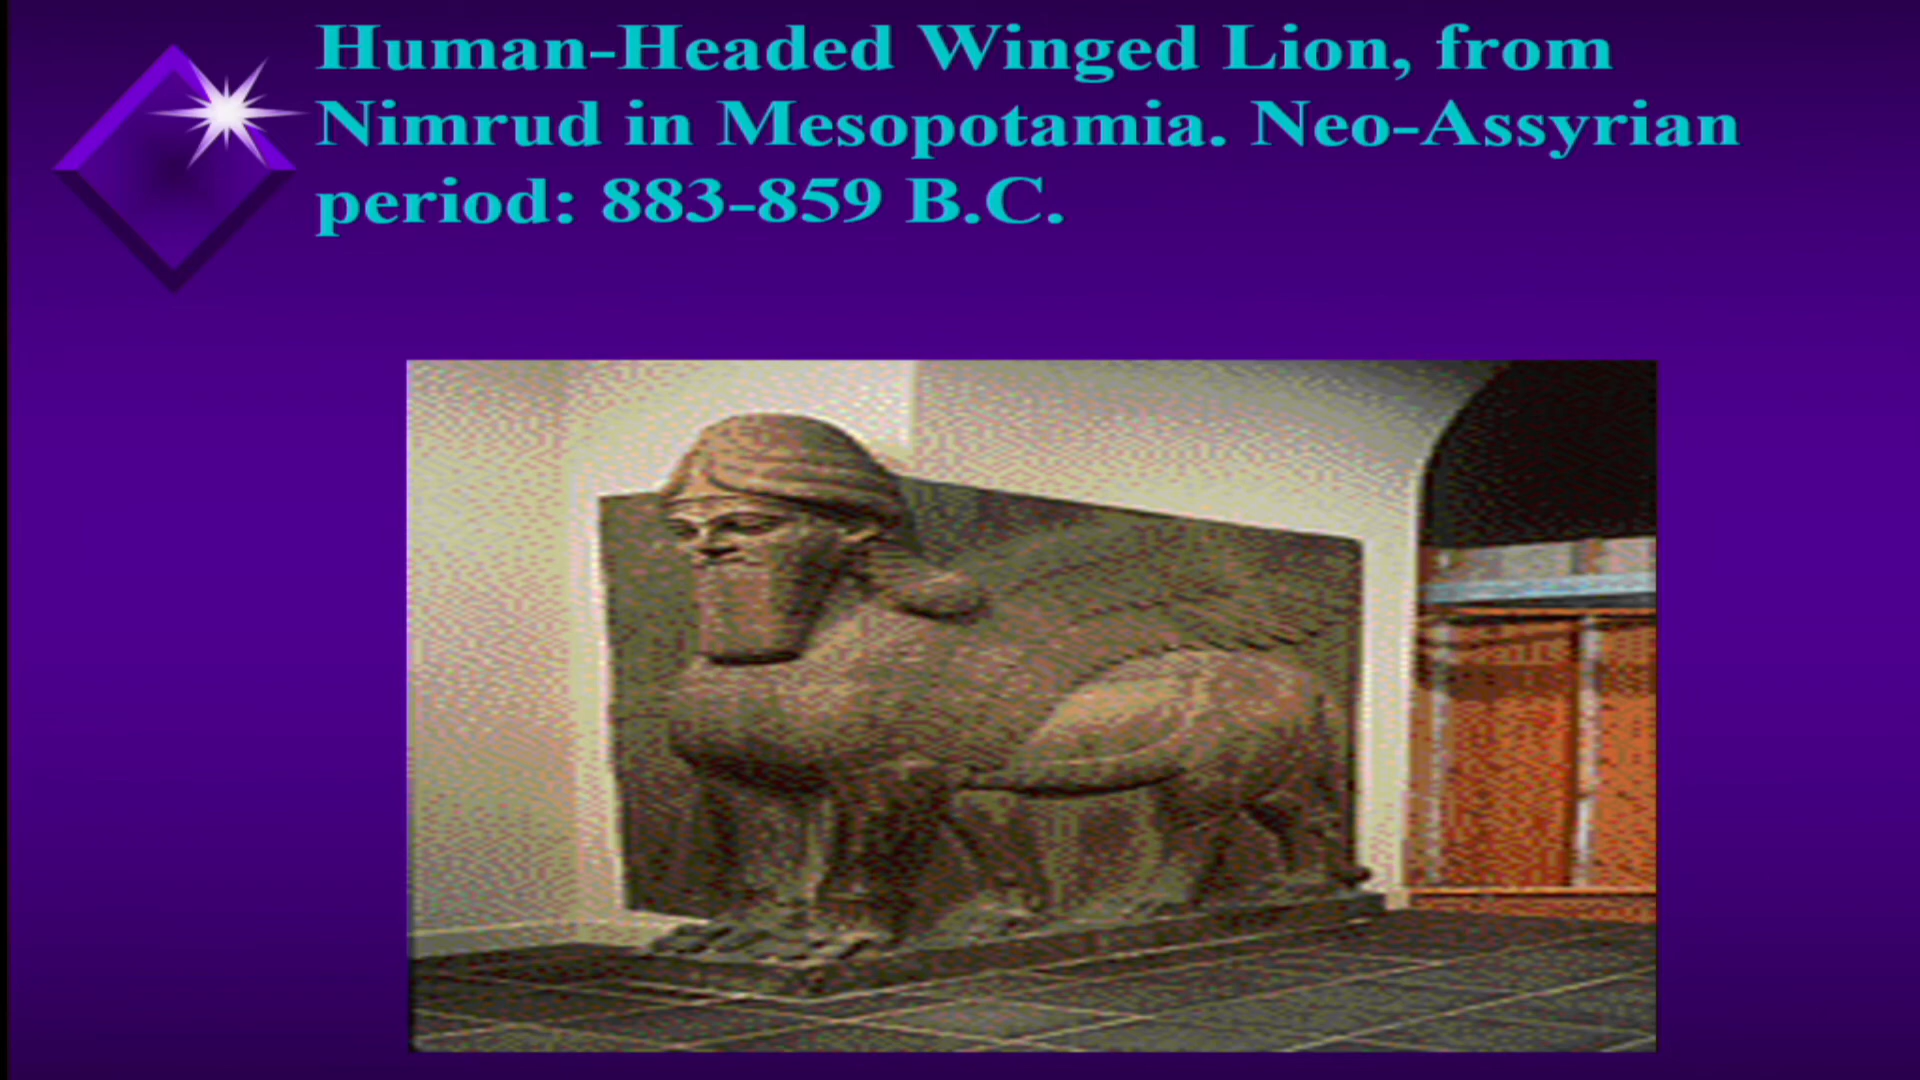 Human-Headed Winged Lion, from
Nimrud in Mesopotamia. Neo-Assyrian
period: 883-859 B.C.